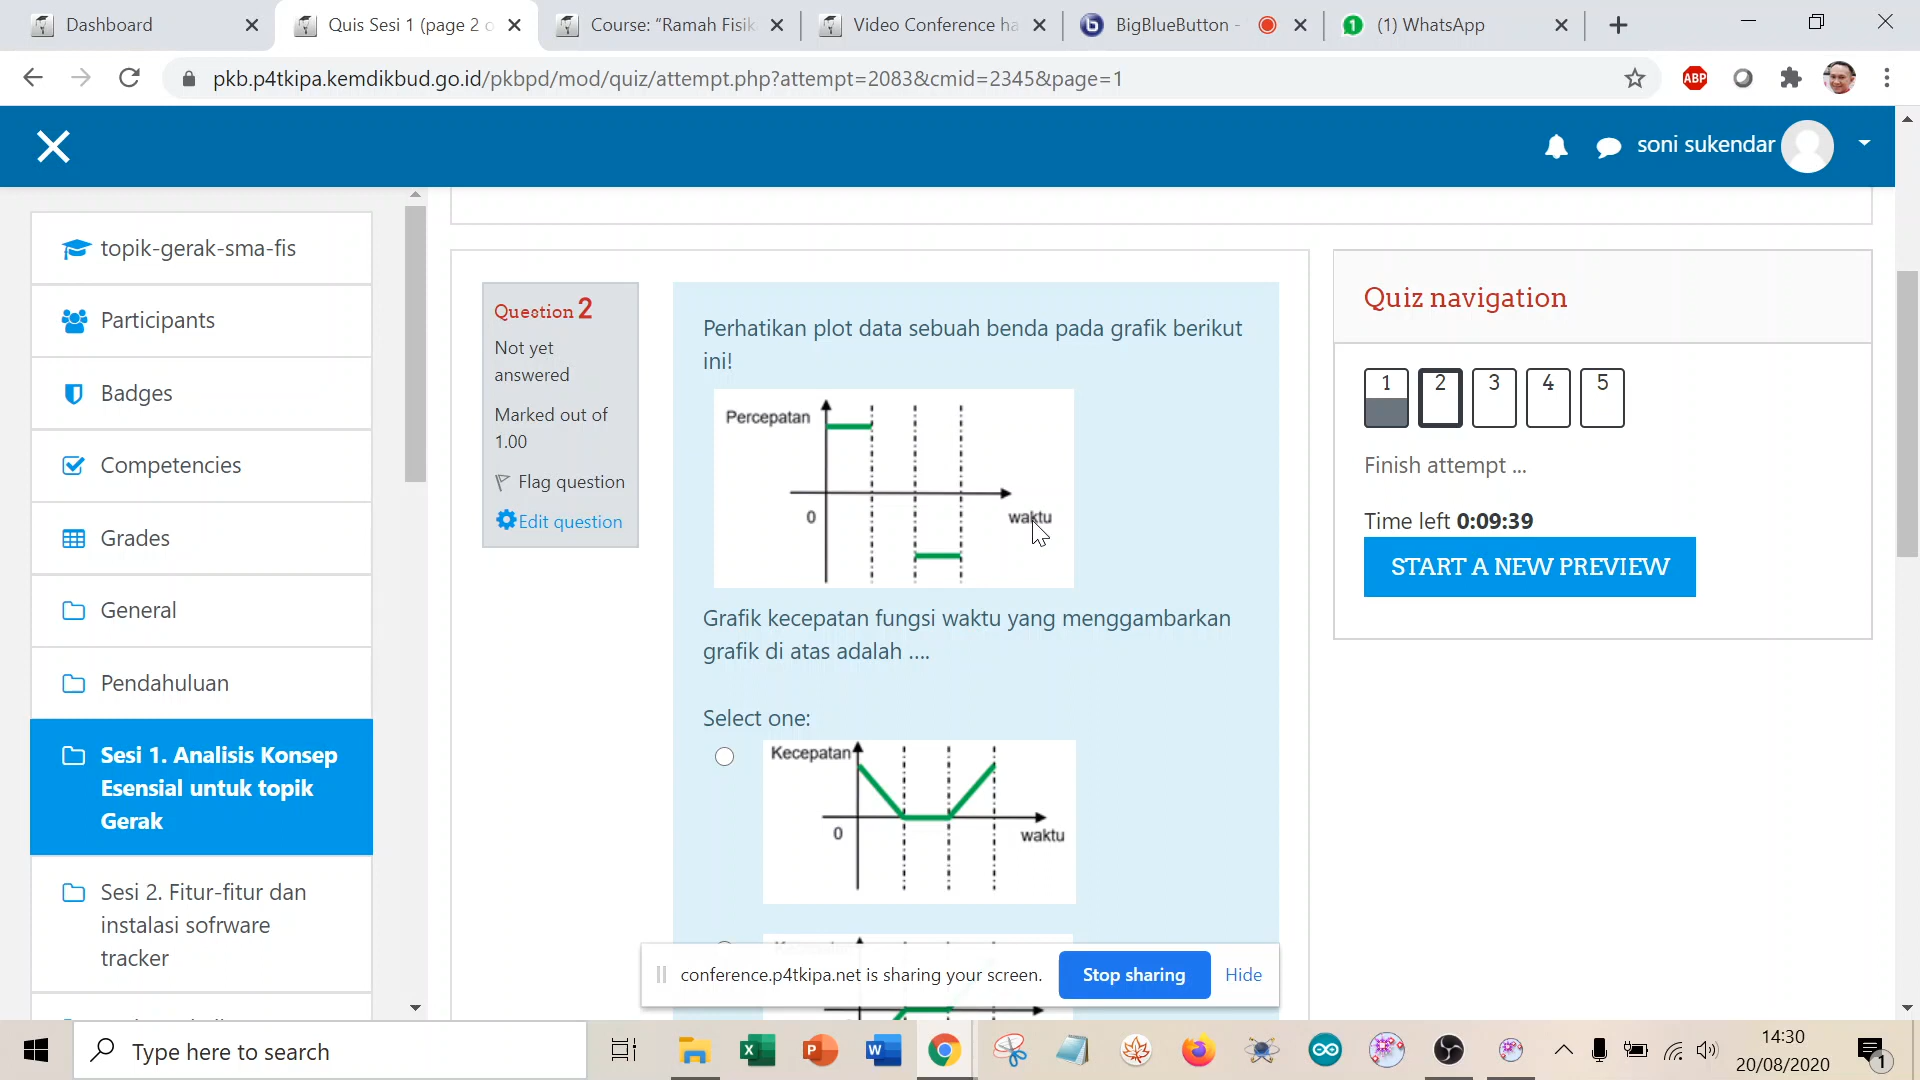 Dashboard
Quis Sesi 1 (page 2 o
Course: "Ramah Fisik
Video Conference ha
BigBlueButton -
(1) WhatsApp
pkb.p4tkipa.kemdikbud.go.id/pkbpd/mod/quiz/attempt.php?attempt=2083&cmid=2345&page=1
ABP
soni sukendar
topik-gerak-sma-fis
Participants
Badges
Competencies
Grades
General
Pendahuluan
Sesi 1. Analisis Konsep
Esensial untuk topik
Gerak
Sesi 2. Fitur-fitur dan
instalasi sofrware
tracker
Question 2
Not yet
answered
Marked out of
1.00
Flag question
Edit question
Perhatikan plot data sebuah benda pada grafik berikut
ini!
Percepatan
0
waktu
Grafik kecepatan fungsi waktu yang menggambarkan
grafik di atas adalah ....
Select one:
Kecepatan
0
waktu
Quiz navigation
1 2 3 4 5
Finish attempt ...
Time left 0:09:39
START A NEW PREVIEW
conference.p4tkipa.net is sharing your screen.
Stop sharing
Hide
Type here to search
14:30
20/08/2020
1